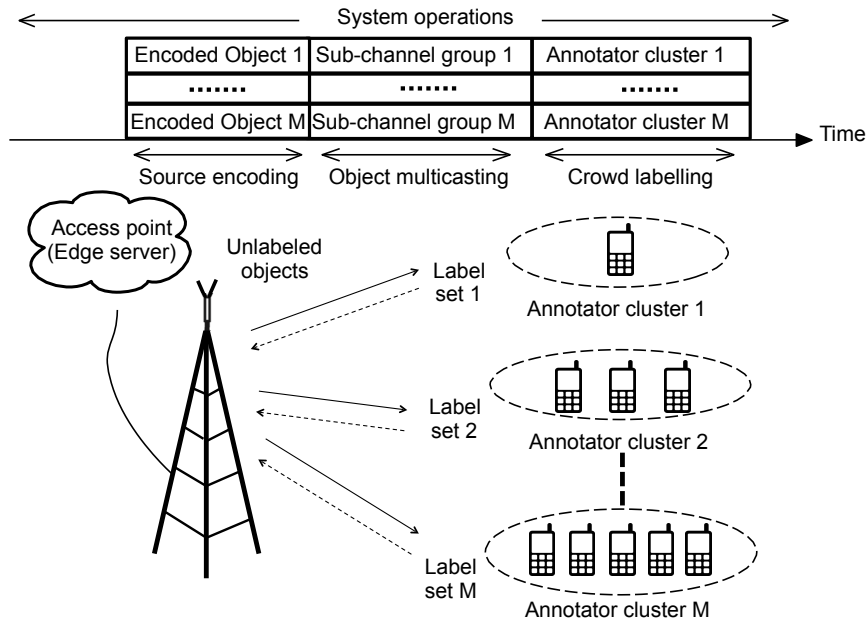 System operations
Encoded Object 1 Sub-channel group 1 Annotator cluster 1
....... ....... .......
Encoded Object M Sub-channel group M Annotator cluster M
Time
Source encoding Object multicasting Crowd labelling
Access point
(Edge server)
Unlabeled
objects
Label
set 1
Annotator cluster 1
Label
set 2
Annotator cluster 2
Label
set M
Annotator cluster M